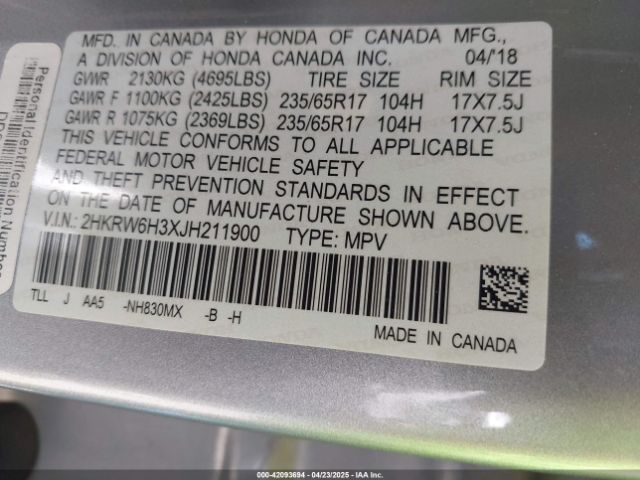 MFD. IN CANADA BY HONDA OF CANADA MFG.,
A DIVISION OF HONDA CANADA INC. 04/'18
GVWR 2130KG (4695LBS) TIRE SIZE RIM SIZE
GAWR F 1100KG (2425LBS) 235/65R17 104H 17X7.5J
GAWR R 1075KG (2369LBS) 235/65R17 104H 17X7.5J
THIS VEHICLE CONFORMS TO ALL APPLICABLE
FEDERAL MOTOR VEHICLE SAFETY
AND THEFT PREVENTION STANDARDS IN EFFECT
ON THE DATE OF MANUFACTURE SHOWN ABOVE.
V.I.N.: 2HKRW6H3XJH211900 TYPE: MPV
TLL J AA5 -NH830MX -B -H
MADE IN CANADA
Personal Identification Number
000-42093694 - 04/23/2025 - IAA Inc.